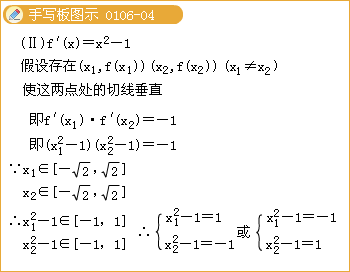 手写板图示 0106-04
(Ⅱ)f′(x)=x²-1
假设存在(x₁,f(x₁))(x₂,f(x₂))(x₁≠x₂)
使这两点处的切线垂直
即f′(x₁)·f′(x₂)=-1
即(x₁²-1)(x₂²-1)=-1
∵x₁∈[-√2,√2]
x₂∈[-√2,√2]
∴x₁²-1∈[-1,1] ∴{x₁²-1=1 或 {x₁²-1=-1
x₂²-1∈[-1,1] x₂²-1=-1 x₂²-1=1